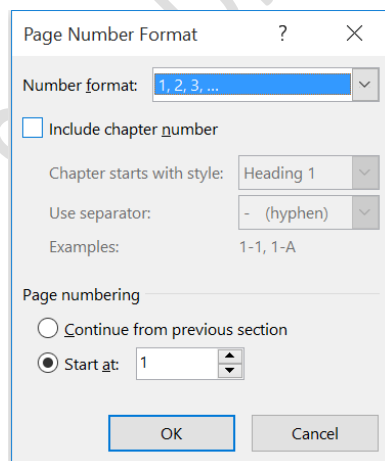 Page Number Format ?
Number format: 1, 2, 3, ...
Include chapter number
Chapter starts with style: Heading 1
Use separator: - (hyphen)
Examples: 1-1, 1-A
Page numbering
Continue from previous section
Start at: 1
OK Cancel